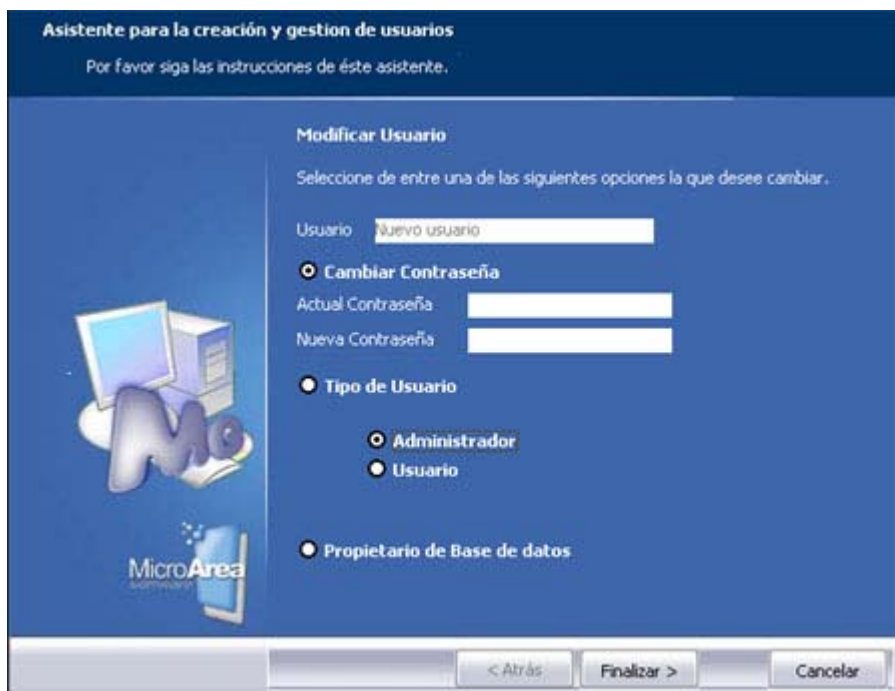 Asistente para la creación y gestion de usuarios
Por favor siga las instrucciones de éste asistente.
Modificar Usuario
Seleccione de entre una de las siguientes opciones la que desee cambiar.
Usuario Nuevo usuario
Cambiar Contraseña
Actual Contraseña
Nueva Contraseña
Tipo de Usuario
Administrador
Usuario
Propietario de Base de datos
Mo
MicroArea
< Atrás Finalizar > Cancelar